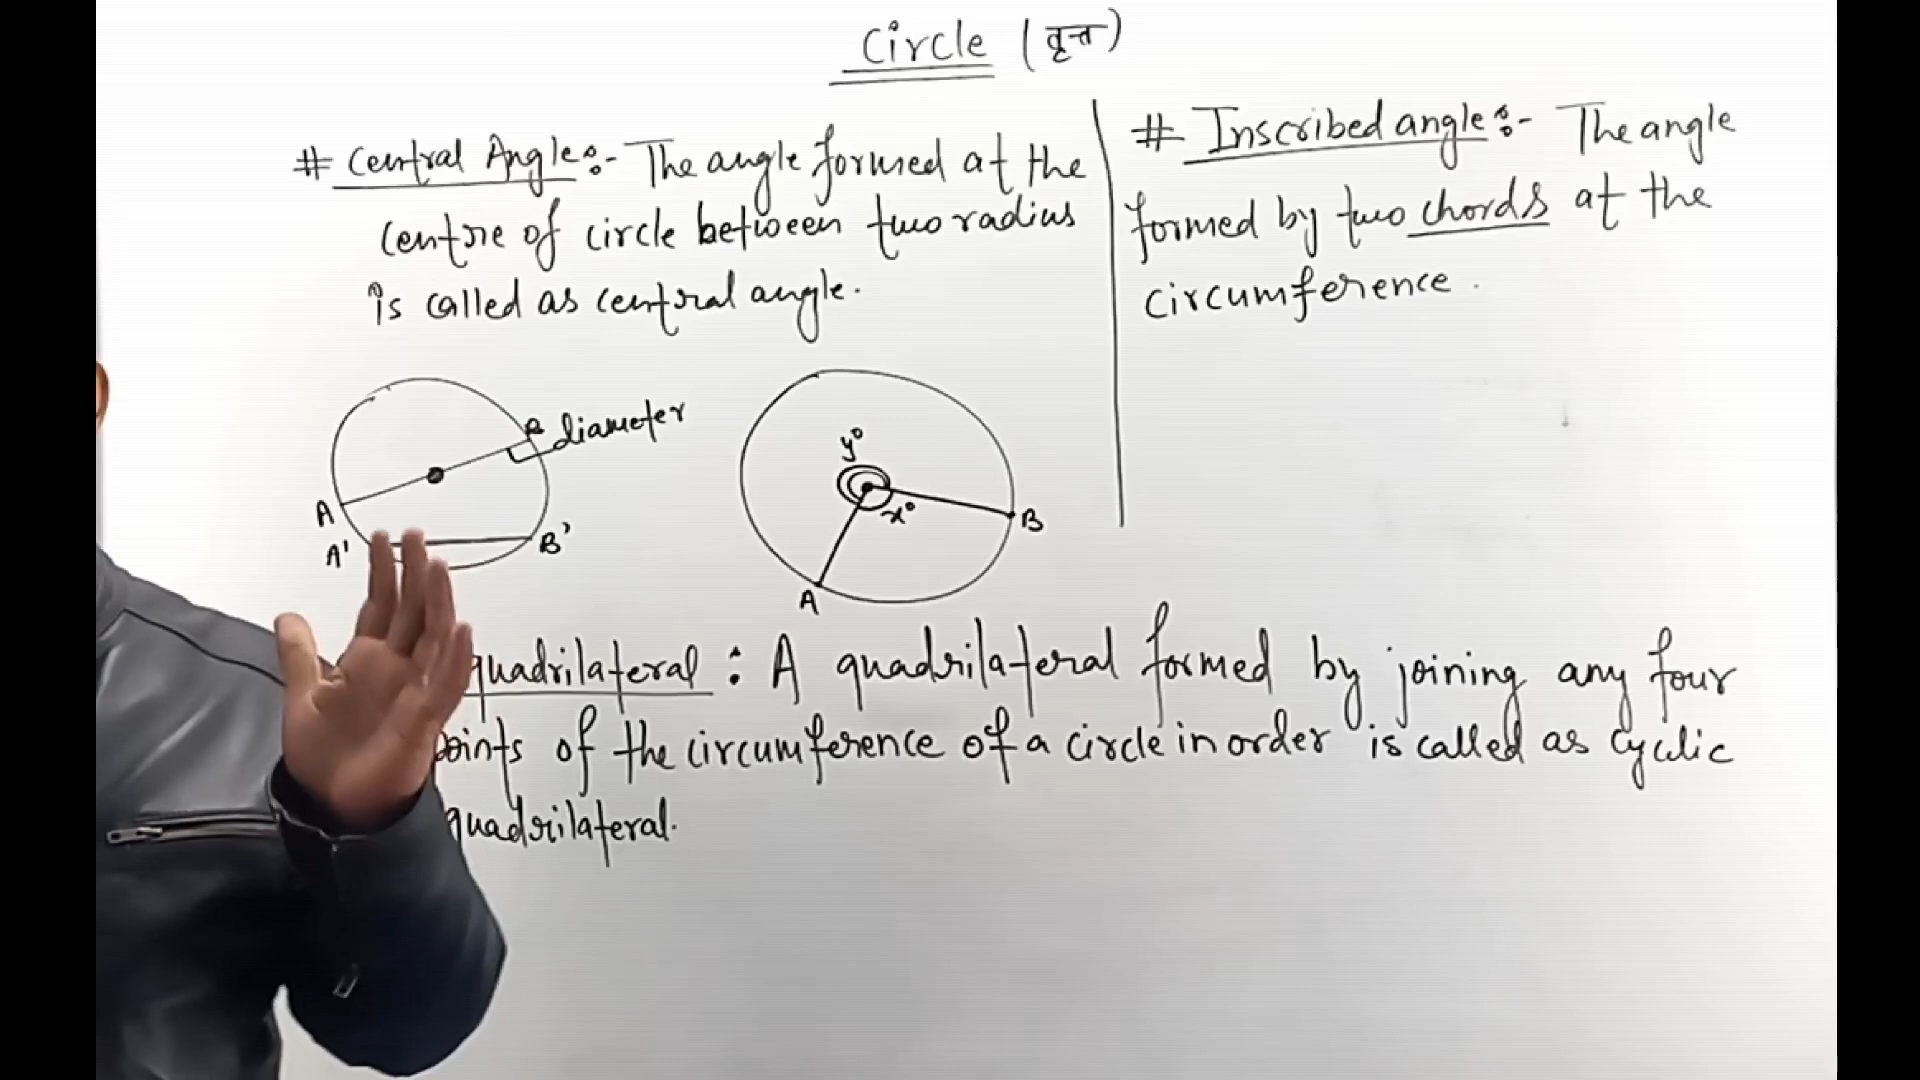 Circle (वृत्त)
# Central Angle :- The angle formed at the
centre of circle between two radius
is called as central angle.
# Inscribed angle :- The angle
formed by two chords at the
circumference.
B diameter
A
A' B'
y°
x°
B
A
quadrilateral : A quadrilateral formed by joining any four
points of the circumference of a circle in order is called as cyclic
quadrilateral.